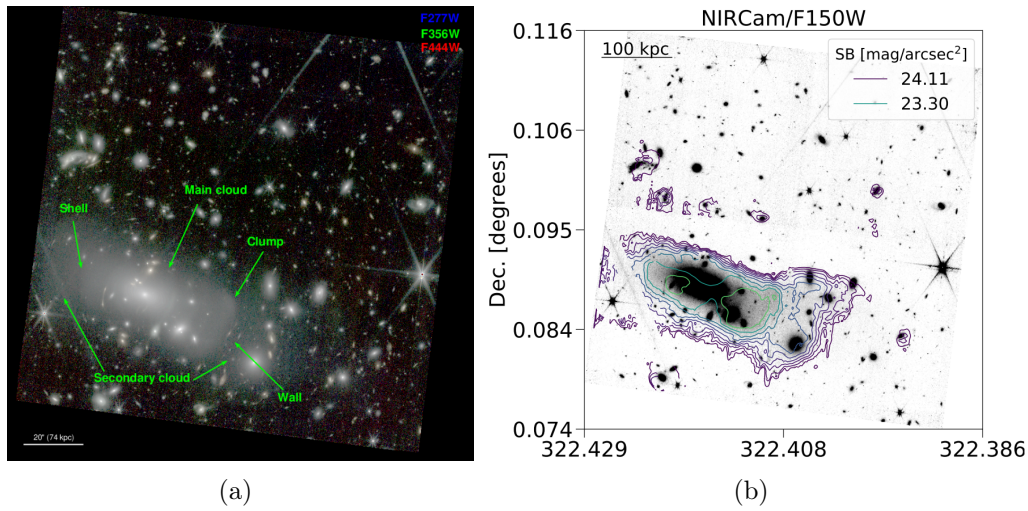 F277W
F356W
F444W
Main cloud
Shell
Clump
Secondary cloud
Wall
20" (74 kpc)
(a)
NIRCam/F150W
100 kpc
SB [mag/arcsec²]
24.11
23.30
Dec. [degrees]
0.116
0.106
0.095
0.084
0.074
322.429
322.408
322.386
(b)